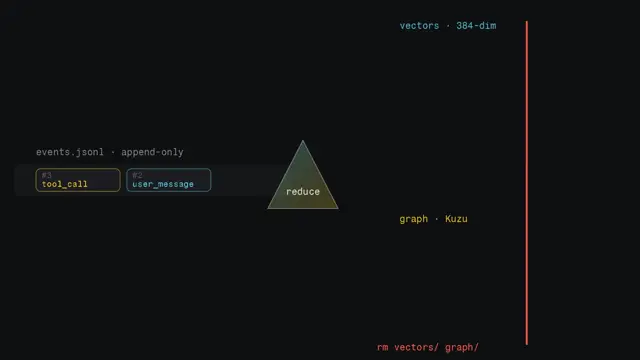 vectors · 384-dim
events.jsonl · append-only
#3
tool_call
#2
user_message
reduce
graph · Kuzu
rm vectors/ graph/